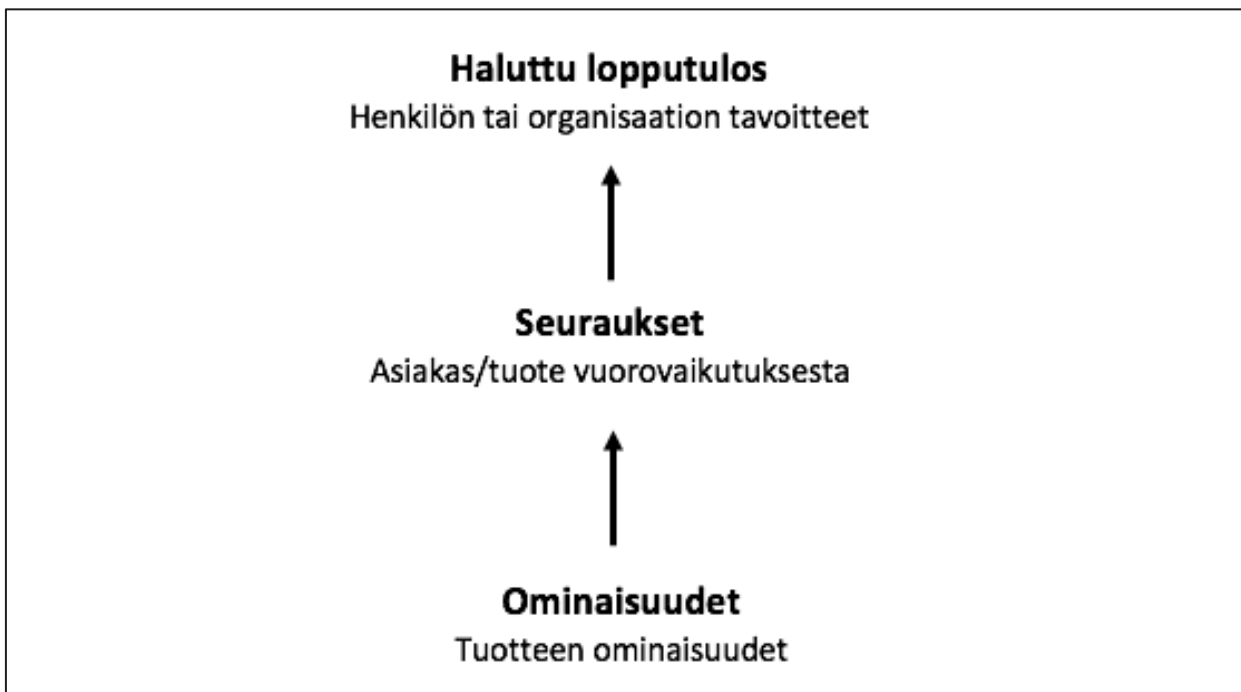 Haluttu lopputulos
Henkilön tai organisaation tavoitteet
Seuraukset
Asiakas/tuote vuorovaikutuksesta
Ominaisuudet
Tuotteen ominaisuudet